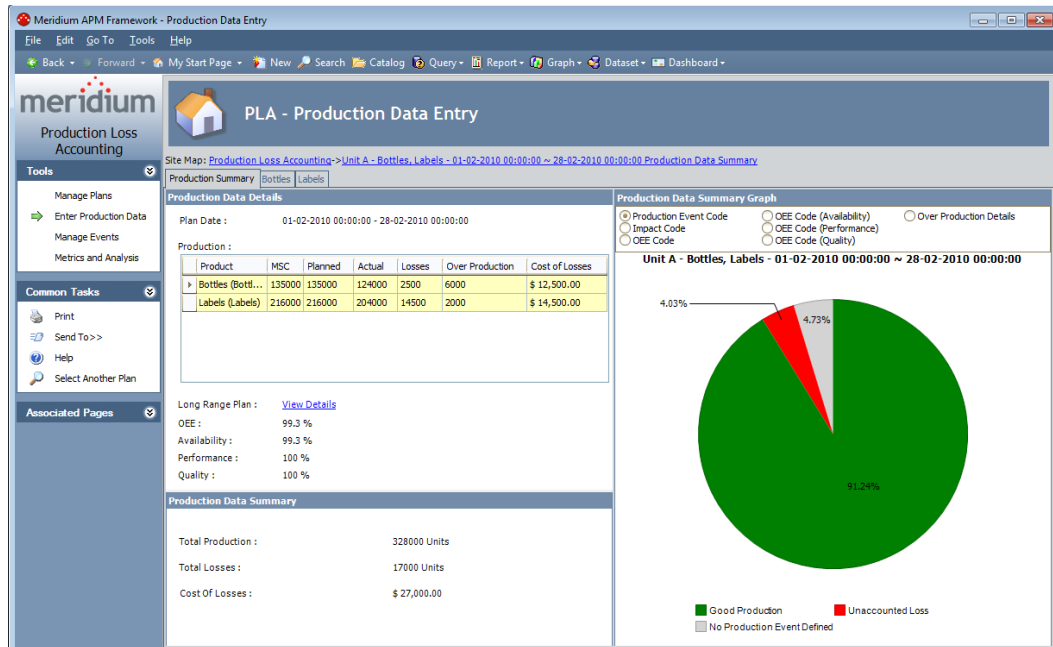 Meridium APM Framework - Production Data Entry
File Edit Go To Tools Help
Back Forward My Start Page New Search Catalog Query Report Graph Dataset Dashboard
meridium
Production Loss
Accounting
PLA - Production Data Entry
Site Map: Production Loss Accounting->Unit A - Bottles, Labels - 01-02-2010 00:00:00 ~ 28-02-2010 00:00:00 Production Data Summary
Tools
Manage Plans
Enter Production Data
Manage Events
Metrics and Analysis
Common Tasks
Print
Send To>>
Help
Select Another Plan
Associated Pages
Production Summary Bottles Labels
Production Data Details
Plan Date : 01-02-2010 00:00:00 - 28-02-2010 00:00:00
Production :
Product MSC Planned Actual Losses Over Production Cost of Losses
Bottles (Bottl... 135000 135000 124000 2500 6000 $ 12,500.00
Labels (Labels) 216000 216000 204000 14500 2000 $ 14,500.00
Long Range Plan : View Details
OEE : 99.3 %
Availability : 99.3 %
Performance : 100 %
Quality : 100 %
Production Data Summary
Total Production : 328000 Units
Total Losses : 17000 Units
Cost Of Losses : $ 27,000.00
Production Data Summary Graph
Production Event Code OEE Code (Availability) Over Production Details
Impact Code OEE Code (Performance)
OEE Code OEE Code (Quality)
Unit A - Bottles, Labels - 01-02-2010 00:00:00 ~ 28-02-2010 00:00:00
4.03%
4.73%
91.24%
Good Production Unaccounted Loss
No Production Event Defined